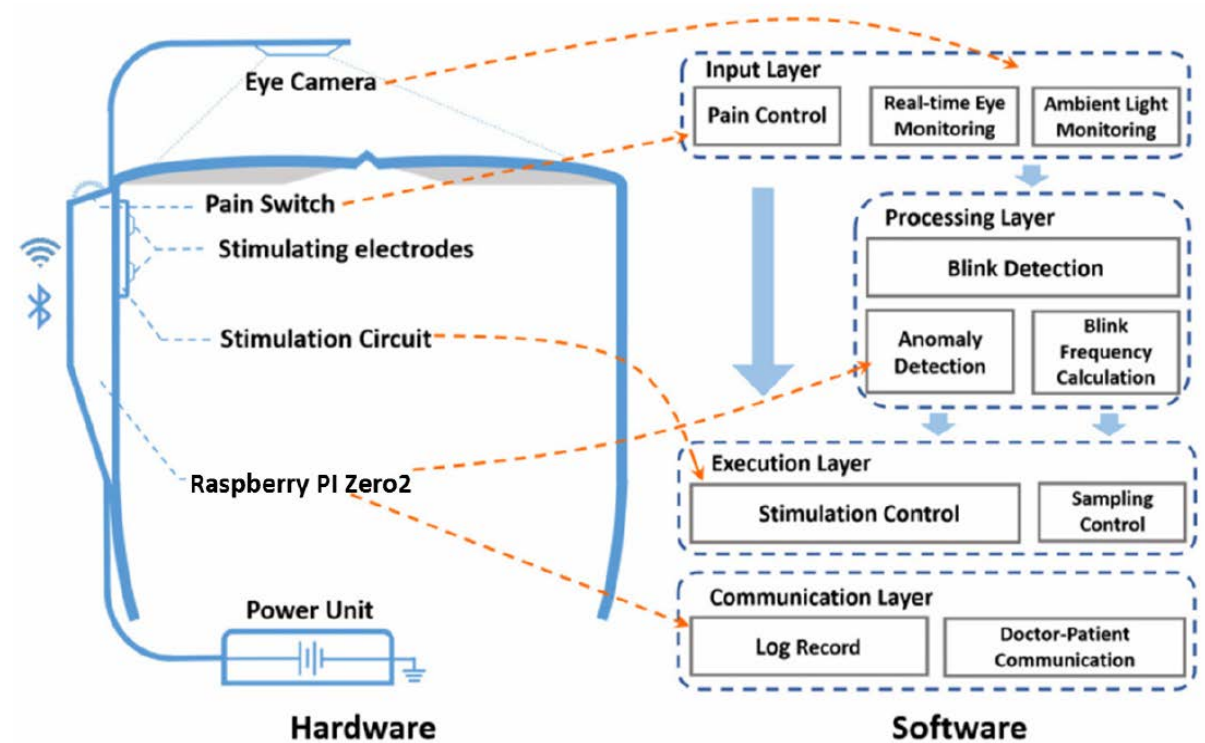 Eye Camera
Pain Switch
Stimulating electrodes
Stimulation Circuit
Raspberry PI Zero2
Power Unit
Hardware
Input Layer
Pain Control
Real-time Eye
Monitoring
Ambient Light
Monitoring
Processing Layer
Blink Detection
Anomaly
Detection
Blink
Frequency
Calculation
Execution Layer
Stimulation Control
Sampling
Control
Communication Layer
Log Record
Doctor-Patient
Communication
Software